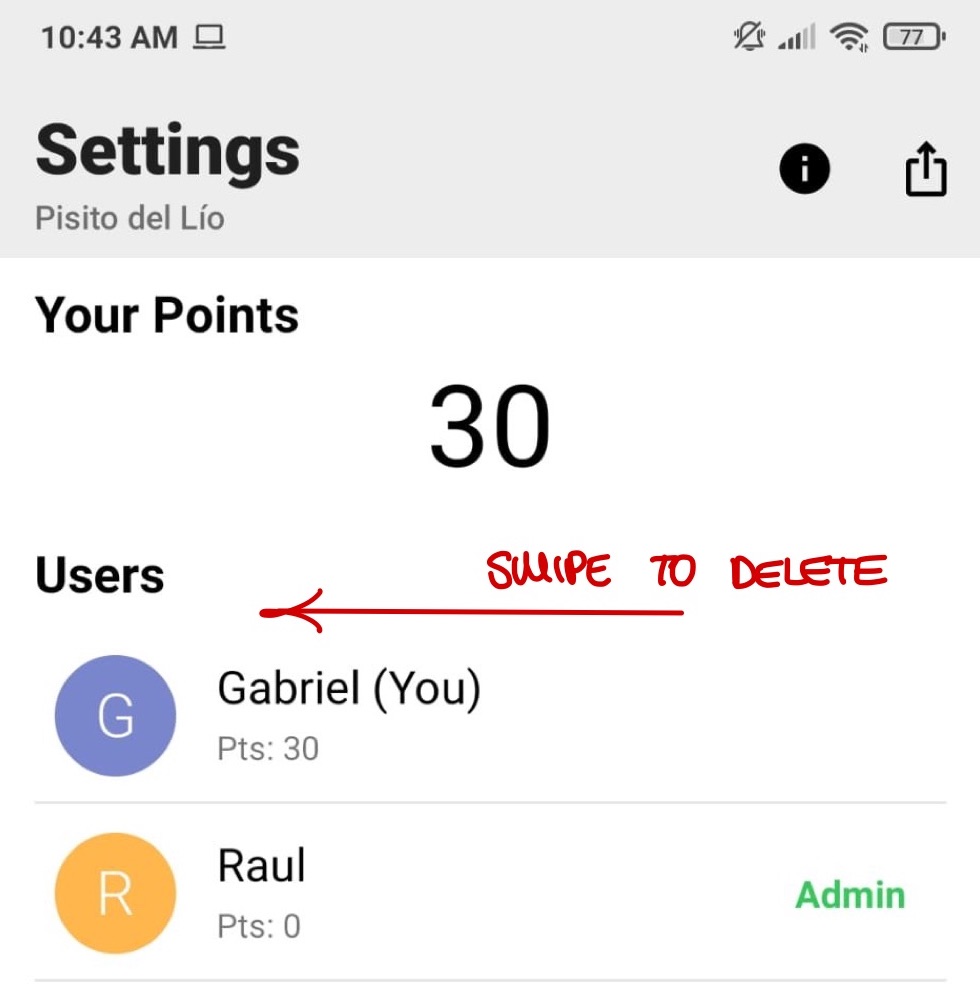 10:43 AM
77
Settings
Pisito del Lío
Your Points
30
Users
SWIPE TO DELETE
G
Gabriel (You)
Pts: 30
R
Raul
Pts: 0
Admin